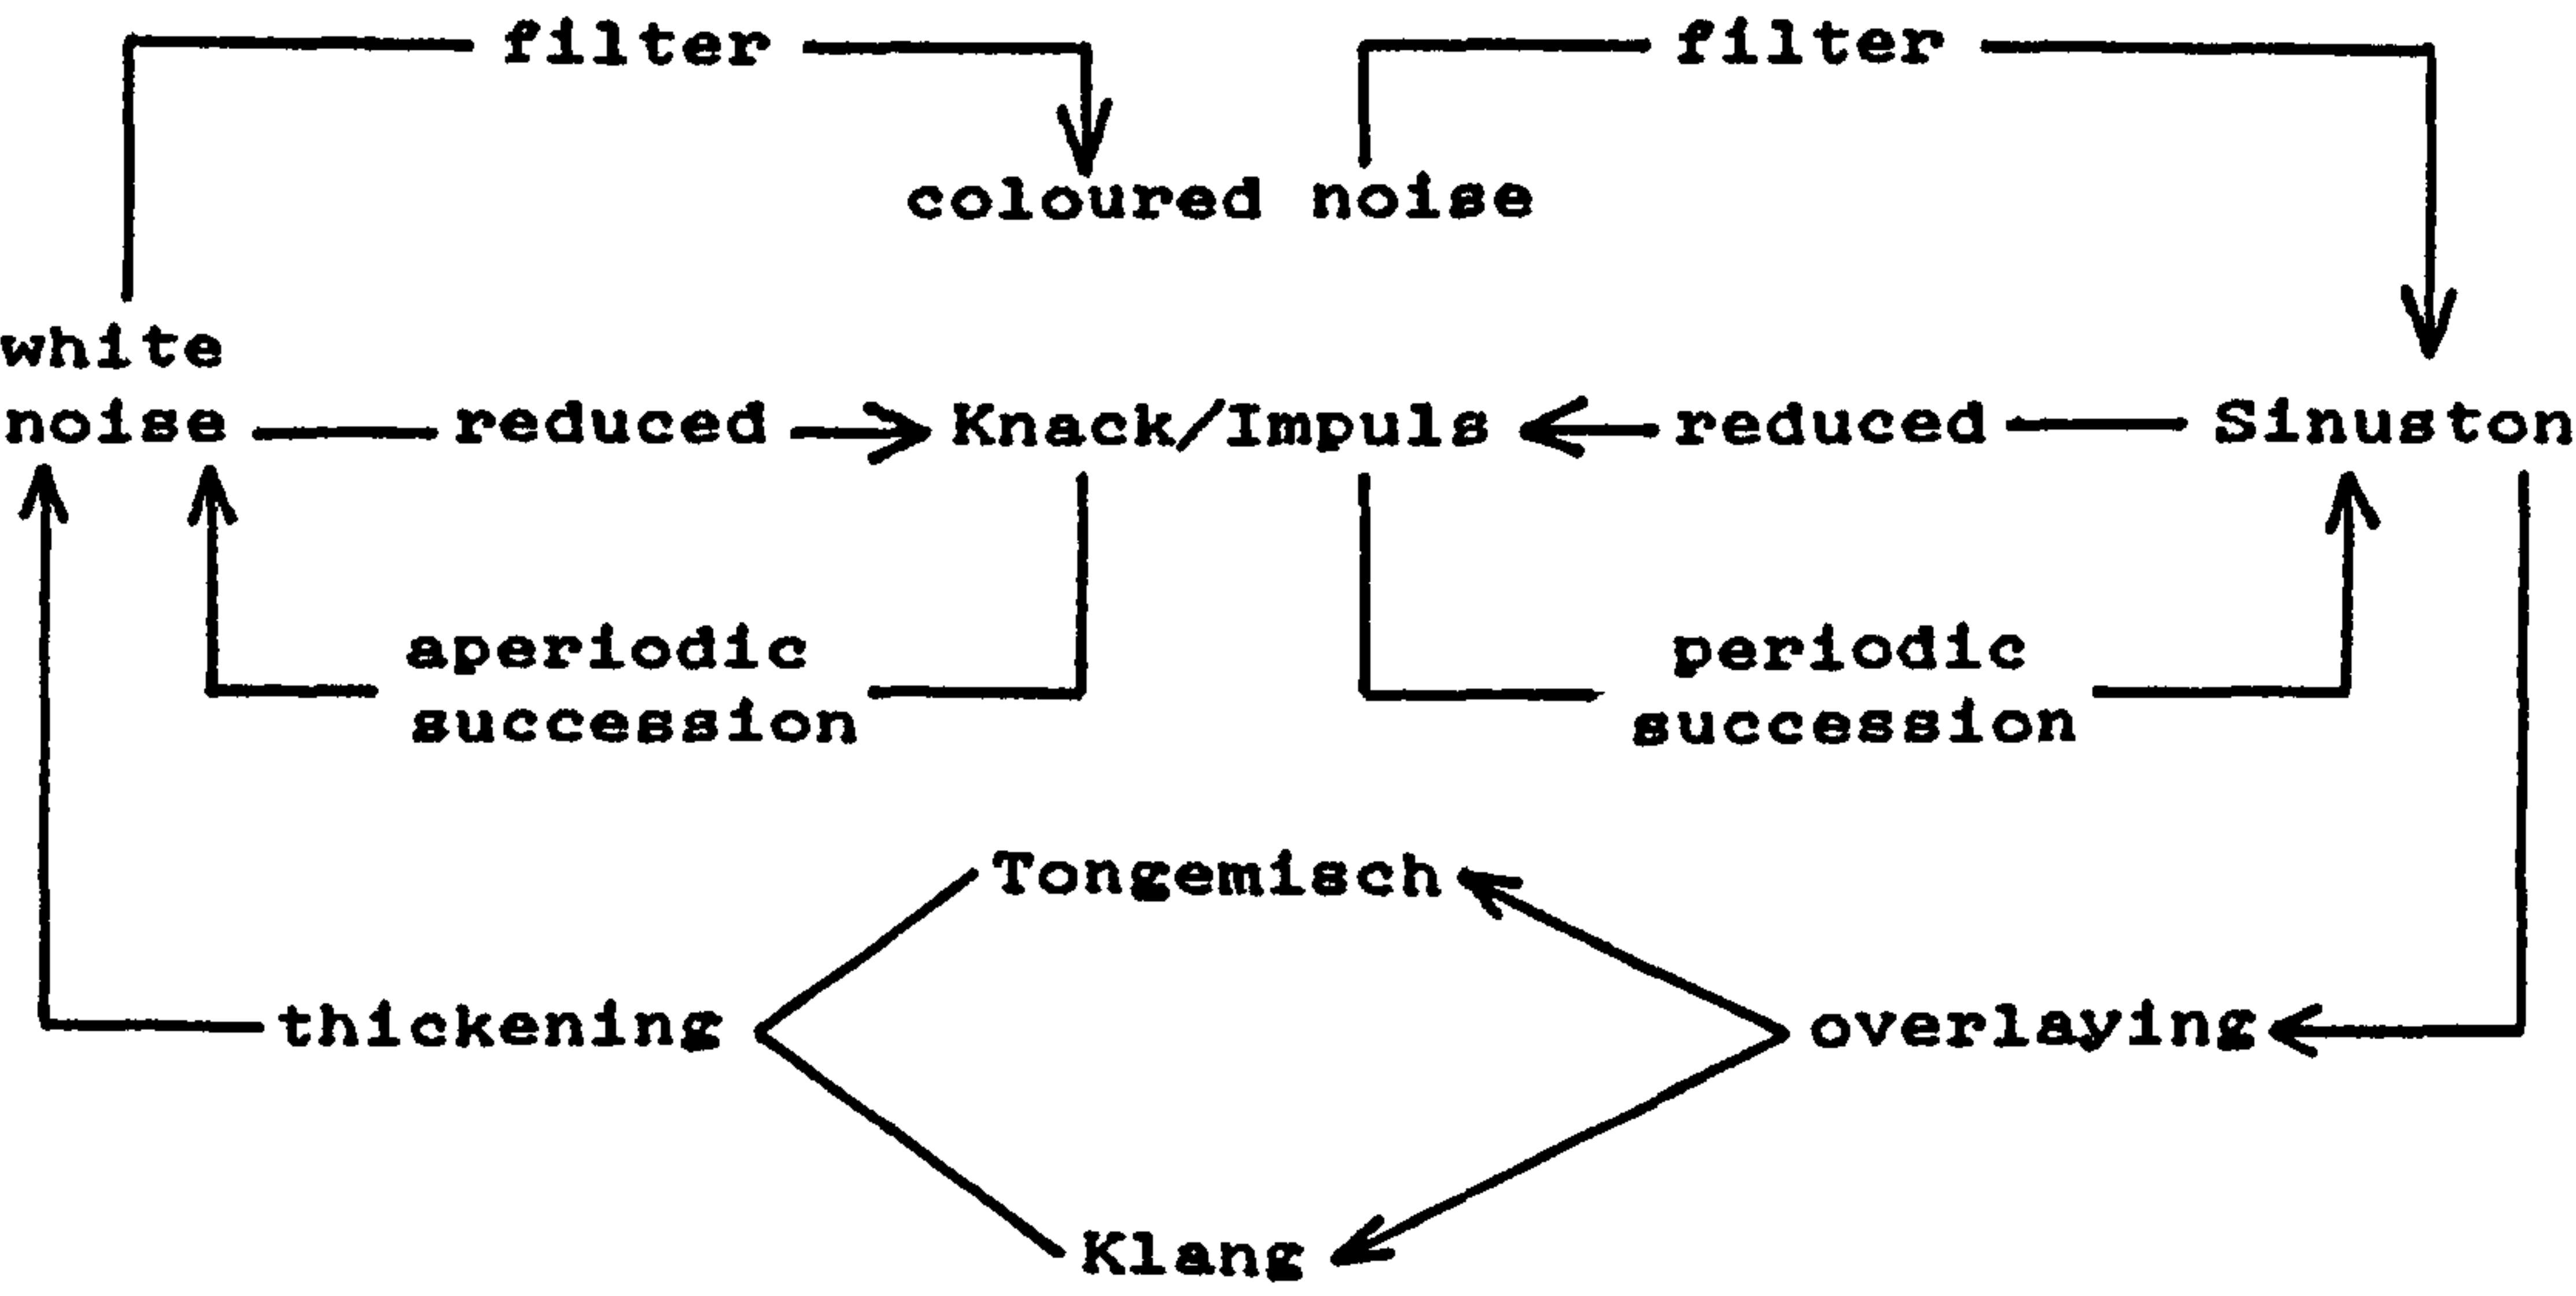 filter filter
coloured noise
white
noise reduced Knack/Impuls reduced Sinuston
aperiodic periodic
succession succession
Tongemisch
thickening overlaying
Klang